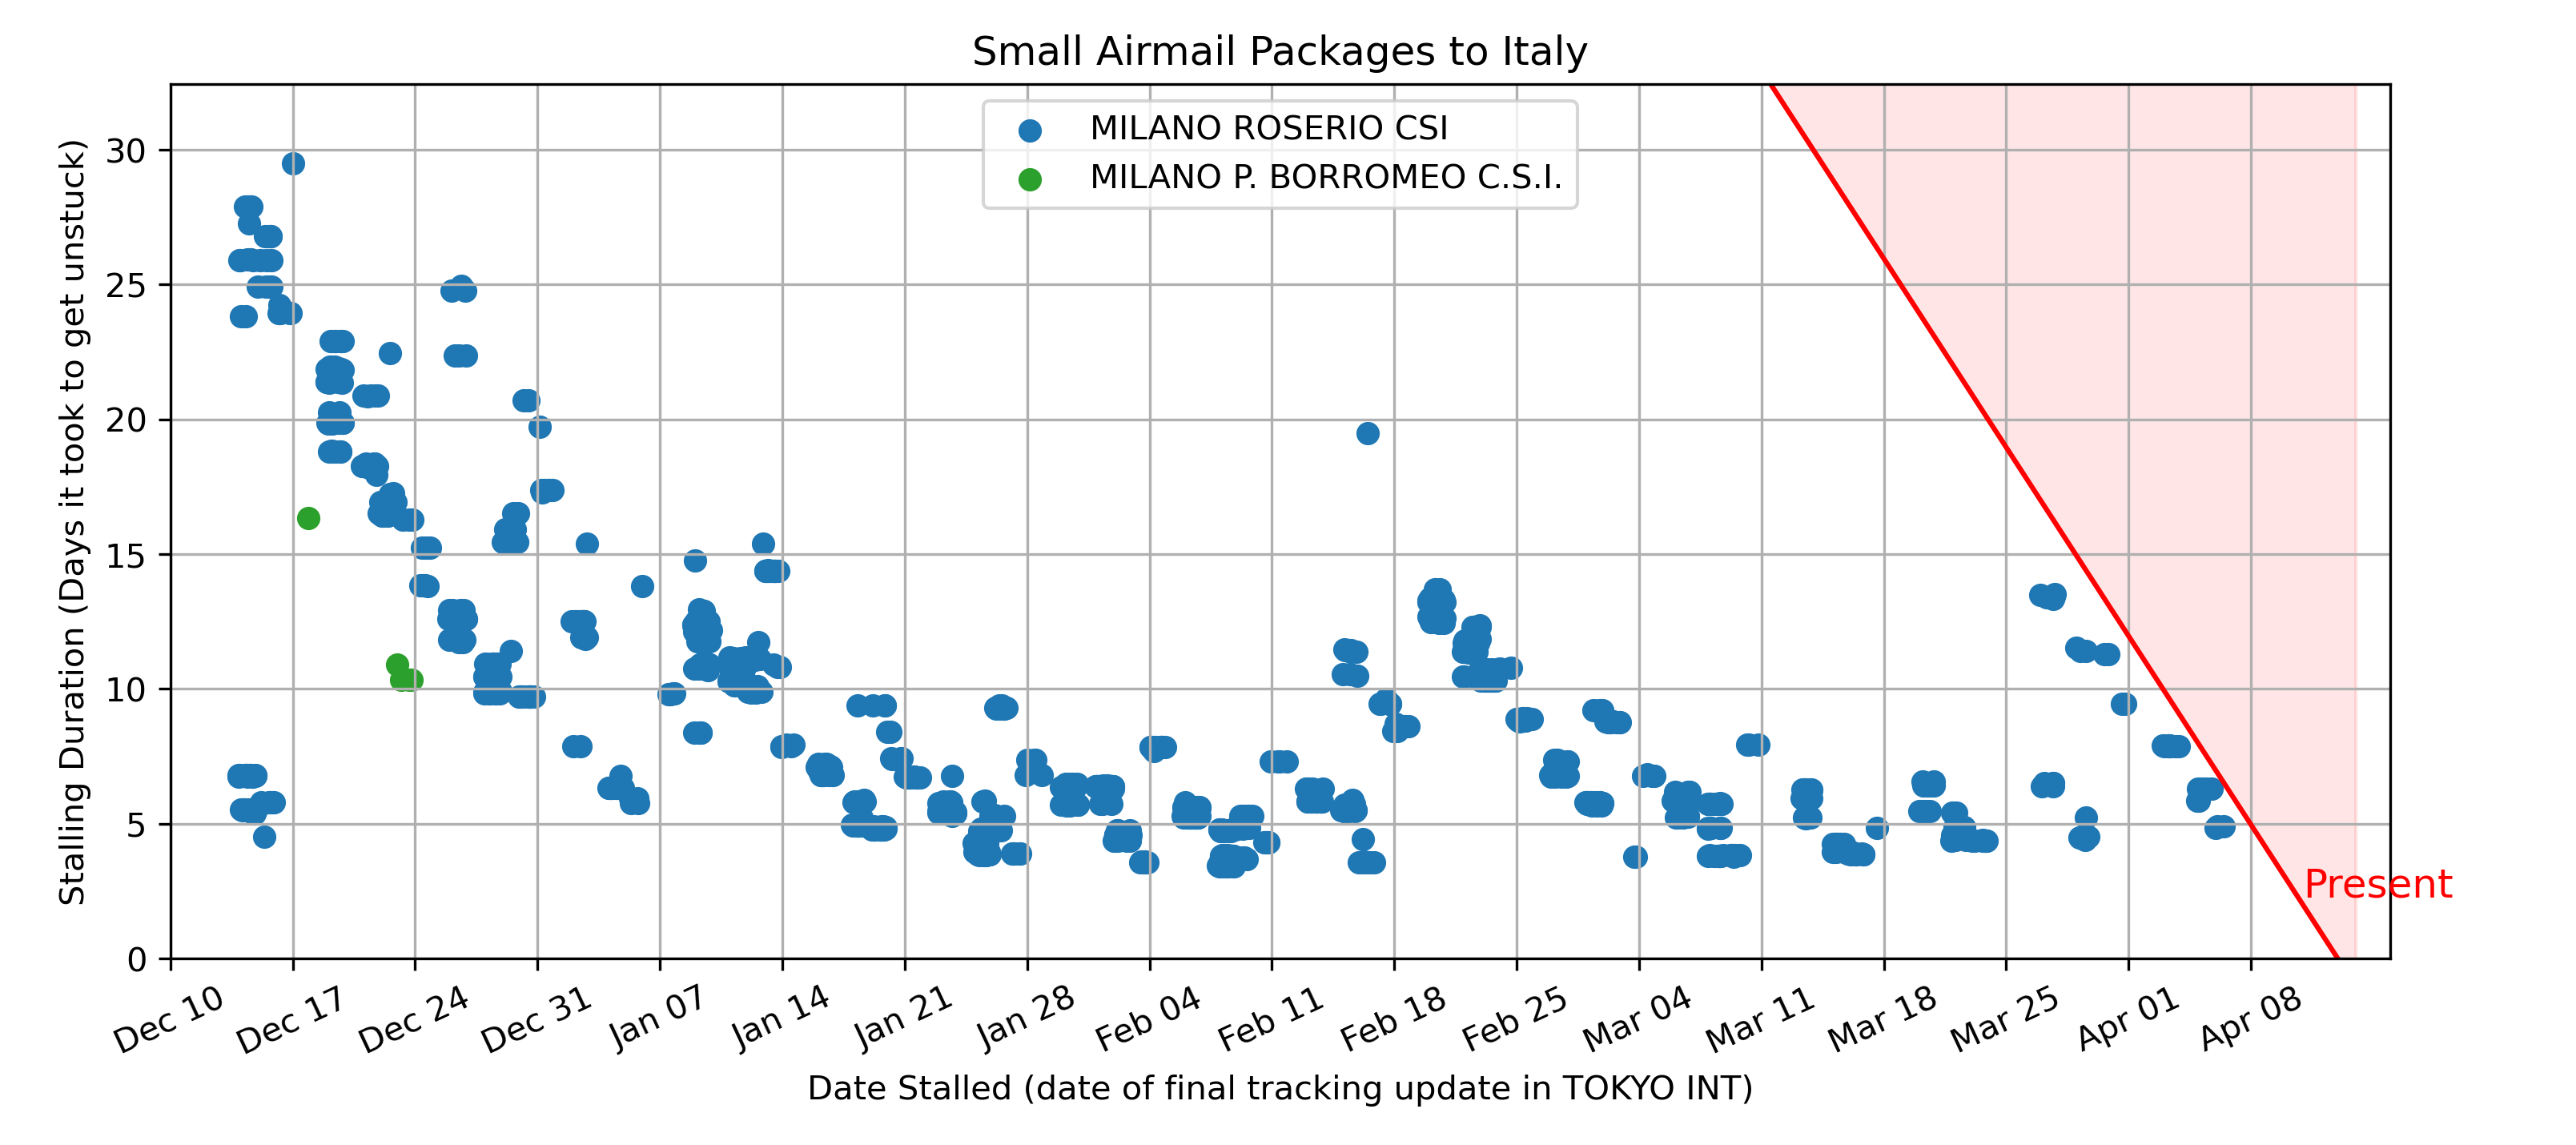 Small Airmail Packages to Italy
MILANO ROSERIO CSI
MILANO P. BORROMEO C.S.I.
Stalling Duration (Days it took to get unstuck)
30
25
20
15
10
5
0
Present
Dec 10
Dec 17
Dec 24
Dec 31
Jan 07
Jan 14
Jan 21
Jan 28
Feb 04
Feb 11
Feb 18
Feb 25
Mar 04
Mar 11
Mar 18
Mar 25
Apr 01
Apr 08
Date Stalled (date of final tracking update in TOKYO INT)